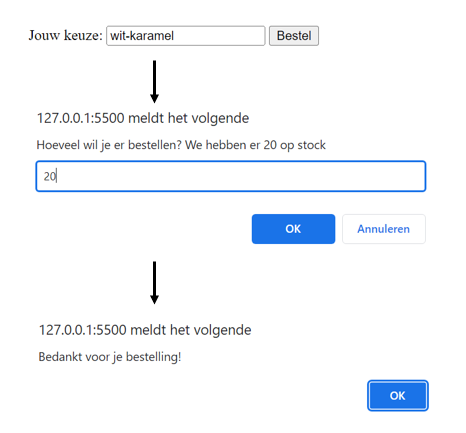 Jouw keuze: wit-karamel Bestel
127.0.0.1:5500 meldt het volgende
Hoeveel wil je er bestellen? We hebben er 20 op stock
20
OK Annuleren
127.0.0.1:5500 meldt het volgende
Bedankt voor je bestelling!
OK